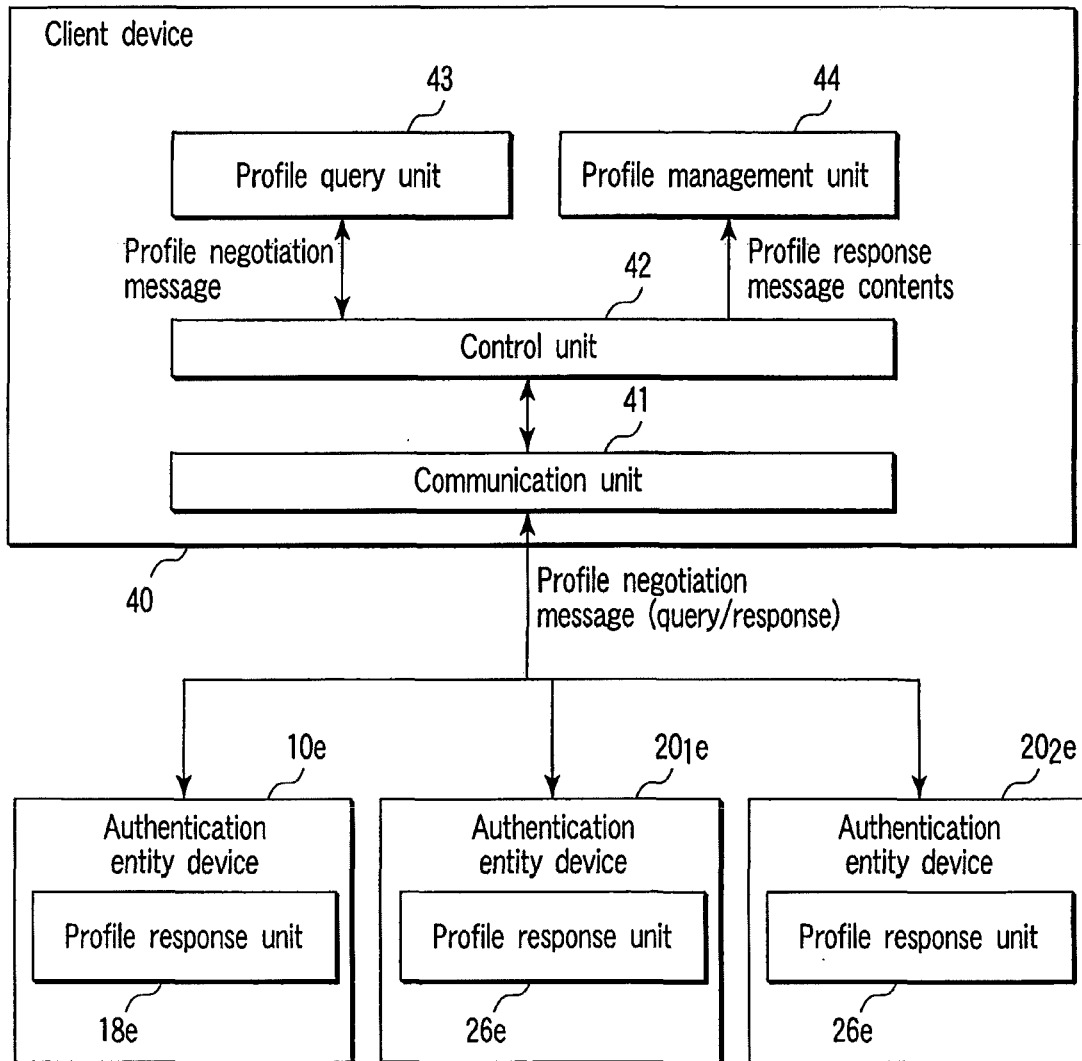 Client device
43
44
Profile query unit
Profile management unit
Profile negotiation
message
42
Profile response
message contents
Control unit
41
Communication unit
40
Profile negotiation
message (query/response)
10e
201e
202e
Authentication
entity device
Authentication
entity device
Authentication
entity device
Profile response unit
Profile response unit
Profile response unit
18e
26e
26e